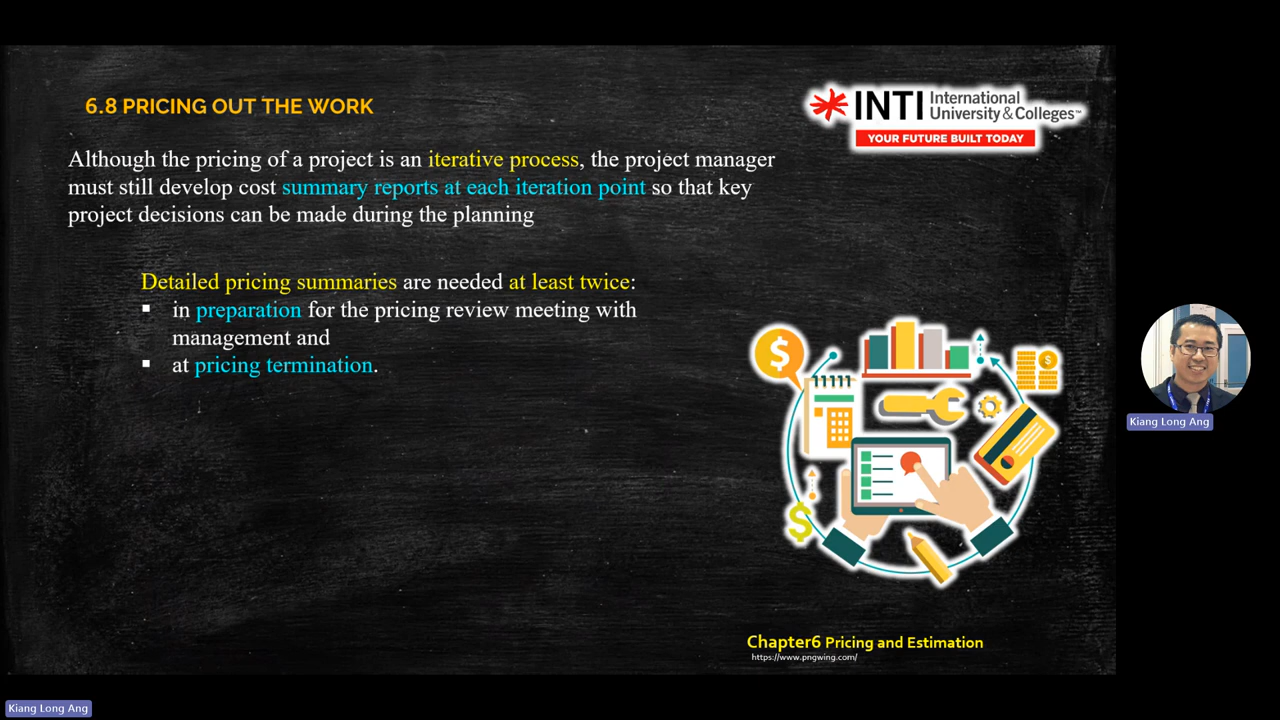 6.8 PRICING OUT THE WORK
INTI International
University & Colleges™
YOUR FUTURE BUILT TODAY
Although the pricing of a project is an iterative process, the project manager
must still develop cost summary reports at each iteration point so that key
project decisions can be made during the planning
Detailed pricing summaries are needed at least twice:
▪ in preparation for the pricing review meeting with
management and
▪ at pricing termination.
Kiang Long Ang
Chapter6 Pricing and Estimation
https://www.pngwing.com/
Kiang Long Ang